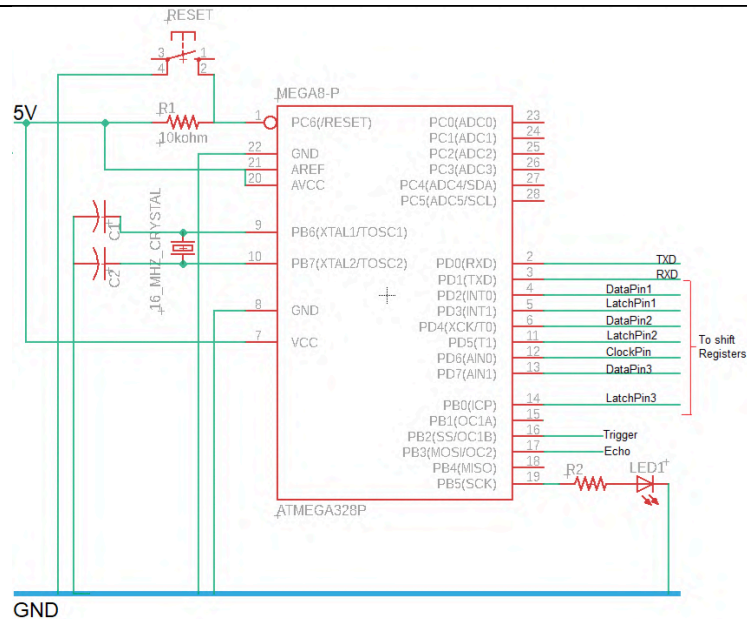 RESET
3 1
4 2
MEGA8-P
5V
R1
10kohm
1 PC6(/RESET)
22 GND
21 AREF
20 AVCC
C1
C2
16_MHZ_CRYSTAL
9 PB6(XTAL1/TOSC1)
10 PB7(XTAL2/TOSC2)
8 GND
7 VCC
PC0(ADC0) 23
PC1(ADC1) 24
PC2(ADC2) 25
PC3(ADC3) 26
PC4(ADC4/SDA) 27
PC5(ADC5/SCL) 28
PD0(RXD) 2 TXD
PD1(TXD) 3 RXD
PD2(INT0) 4 DataPin1
PD3(INT1) 5 LatchPin1
PD4(XCK/T0) 6 DataPin2
PD5(T1) 11 LatchPin2
PD6(AIN0) 12 ClockPin
PD7(AIN1) 13 DataPin3
To shift
Registers
PB0(ICP) 14 LatchPin3
PB1(OC1A) 15
PB2(SS/OC1B) 16 Trigger
PB3(MOSI/OC2) 17 Echo
PB4(MISO) 18
PB5(SCK) 19
R2
LED1
ATMEGA328P
GND